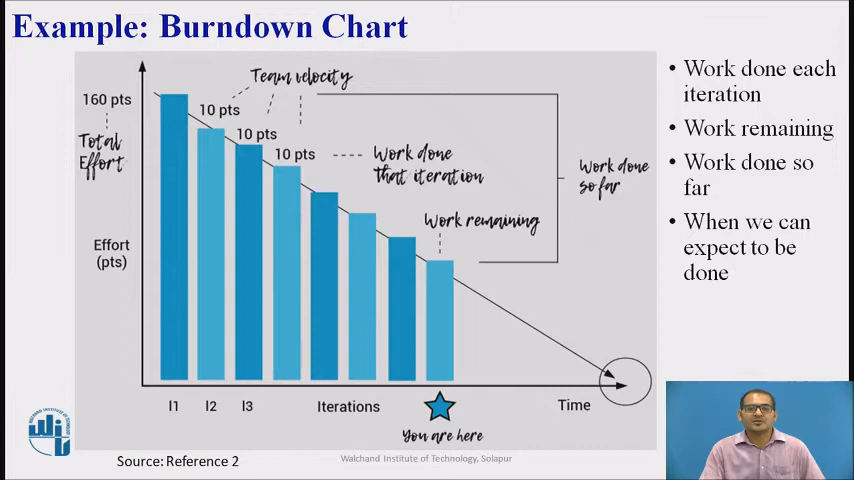 Example: Burndown Chart
160 pts
Total
Effort
Effort
(pts)
Team velocity
10 pts
10 pts
10 pts
Work done
That iteration
Work remaining
Work done
so far
I1
I2
I3
Iterations
Time
You are here
• Work done each
iteration
• Work remaining
• Work done so
far
• When we can
expect to be
done
Source: Reference 2
Walchand Institute of Technology, Solapur